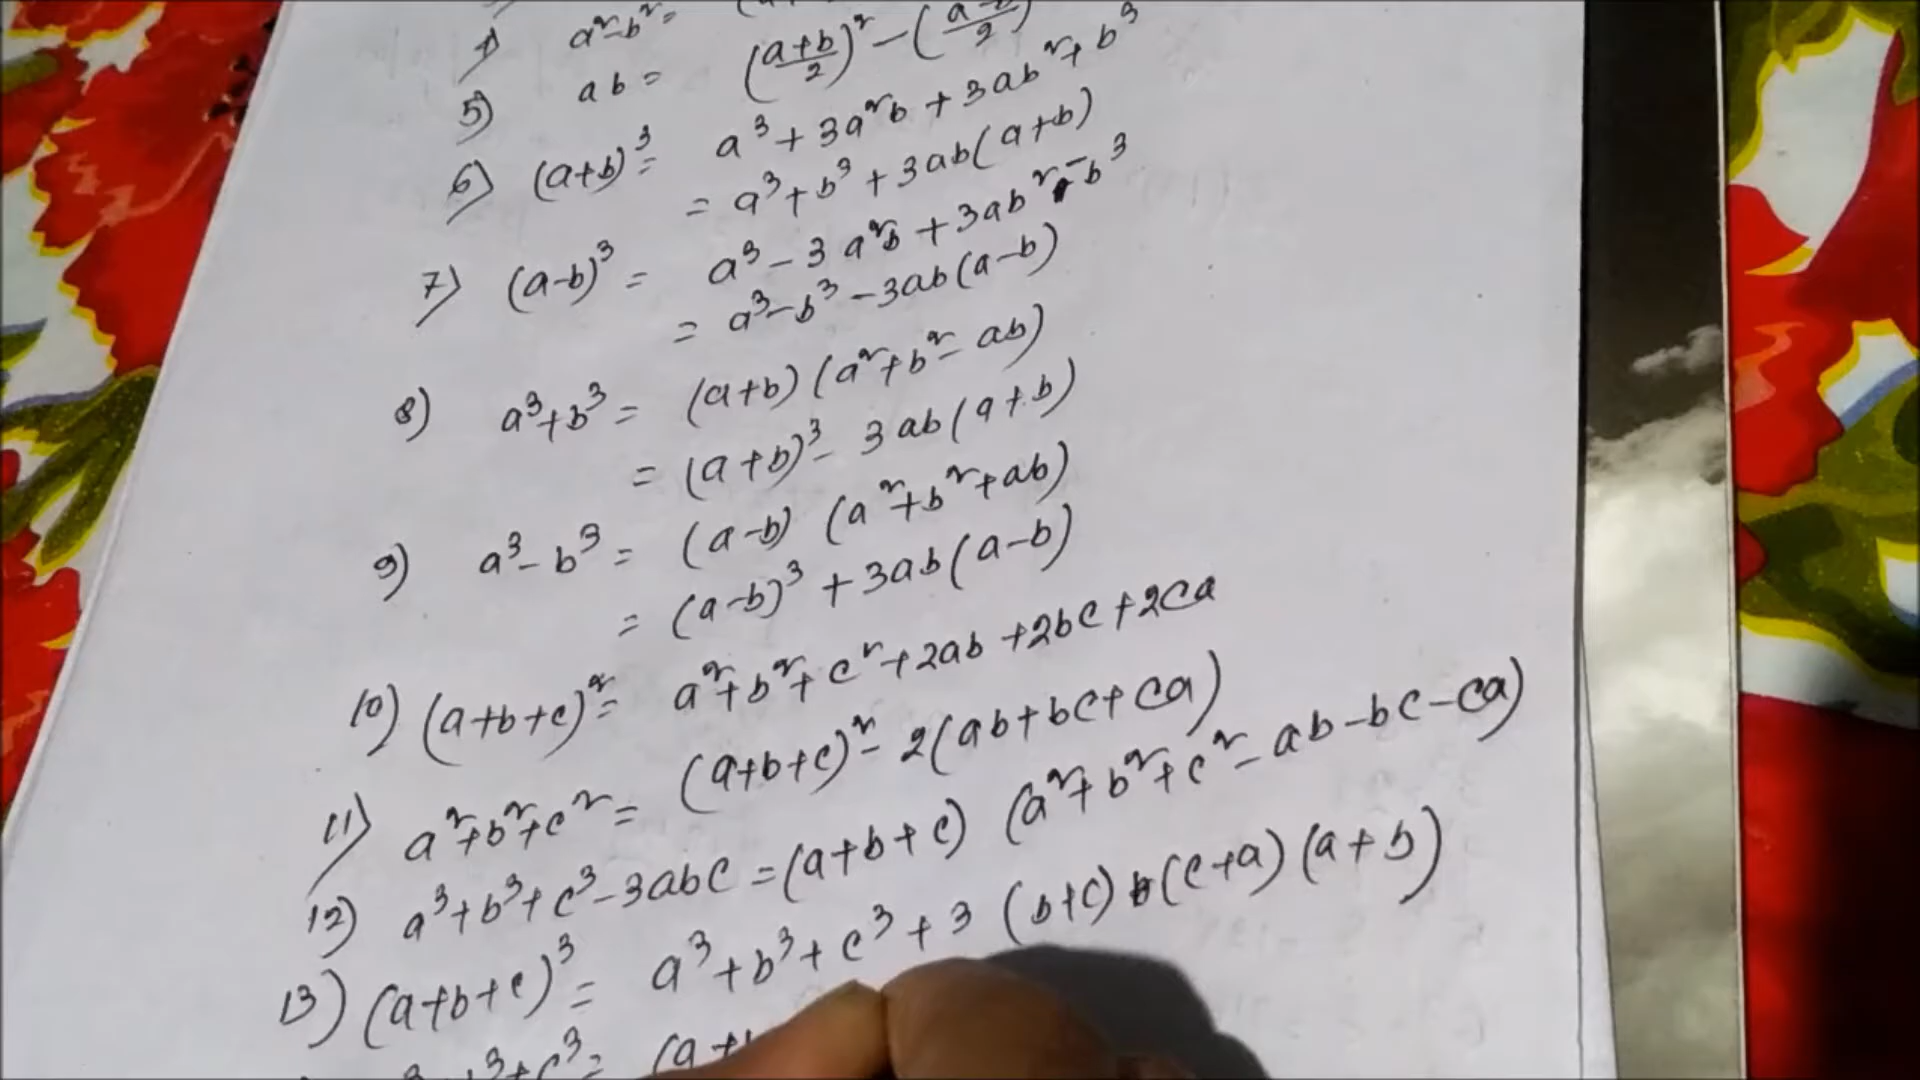 4) a²-b²=
5) ab= (a+b/2)²-(a-b/2)
6) (a+b)³= a³+3a²b+3ab²+b³
= a³+b³+3ab(a+b)
7) (a-b)³= a³-3a²b+3ab²-b³
= a³-b³-3ab(a-b)
8) a³+b³= (a+b)(a²+b²-ab)
= (a+b)³-3ab(a+b)
9) a³-b³= (a-b) (a²+b²+ab)
= (a-b)³+3ab(a-b)
10) (a+b+c)²= a²+b²+c²+2ab+2bc+2ca
11) a²+b²+c²= (a+b+c)²-2(ab+bc+ca)
12) a³+b³+c³-3abc=(a+b+c) (a²+b²+c²-ab-bc-ca)
13) (a+b+c)³= a³+b³+c³+3(b+c)(c+a)(a+b)
³+c³= (a+